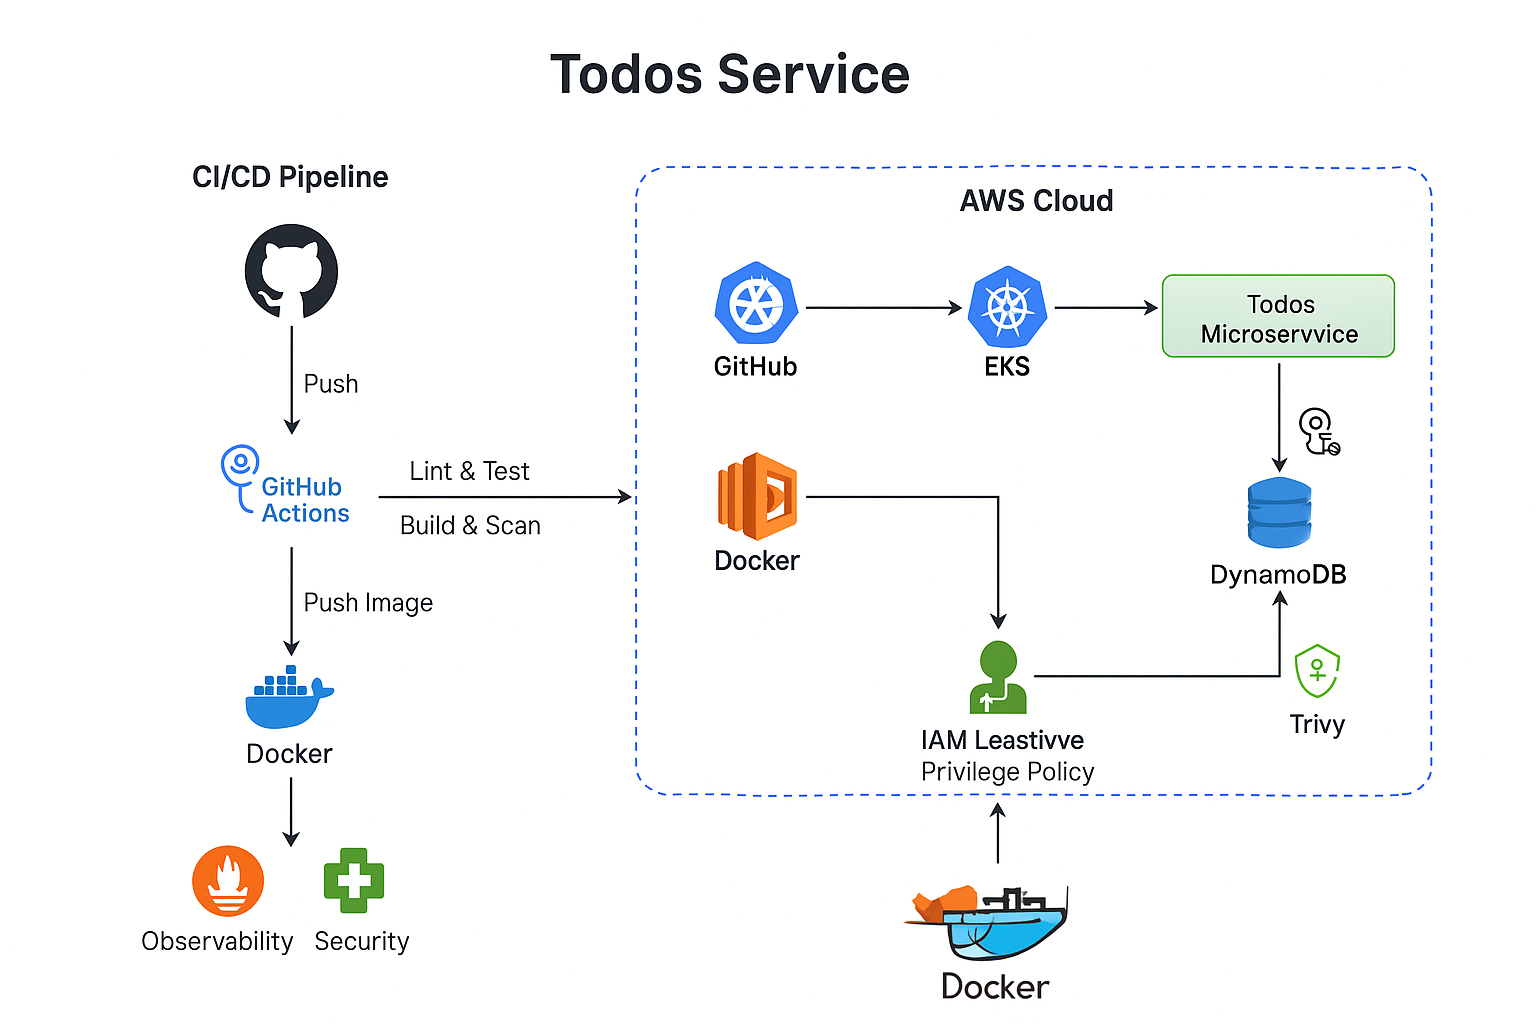 Todos Service
CI/CD Pipeline
Push
GitHub
Actions
Lint & Test
Build & Scan
Push Image
Docker
Observability
Security
AWS Cloud
GitHub
EKS
Todos
Microservvice
Docker
DynamoDB
IAM Leastivve
Privilege Policy
Trivy
Docker